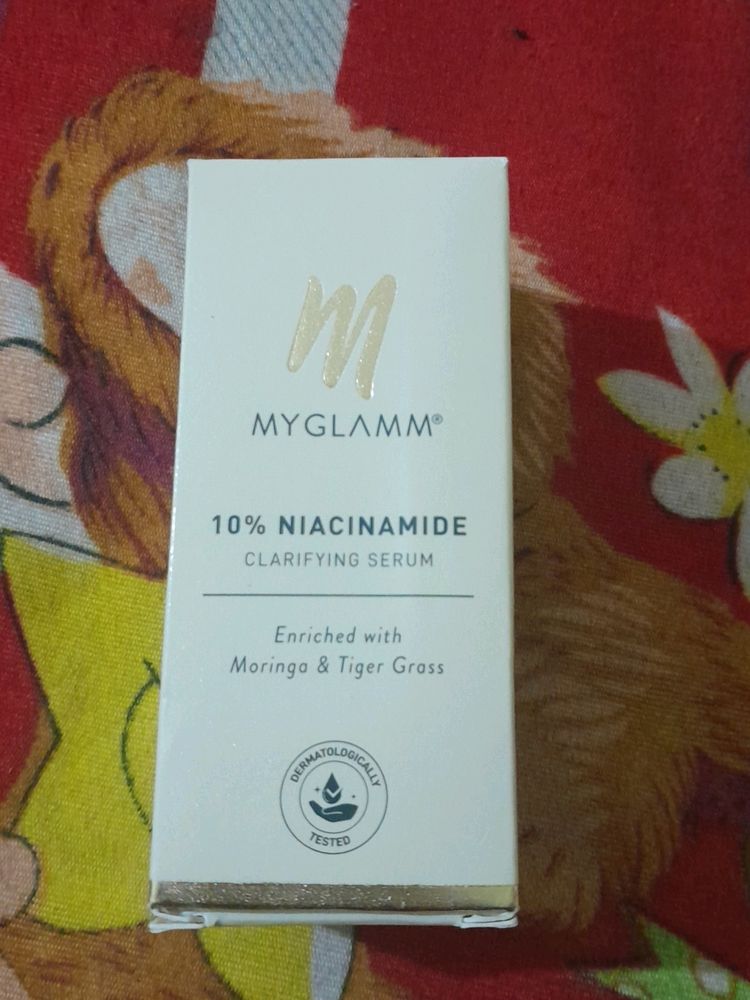 m
MYGLAMM®
10% NIACINAMIDE
CLARIFYING SERUM
Enriched with
Moringa & Tiger Grass
DERMATOLOGICALLY
TESTED